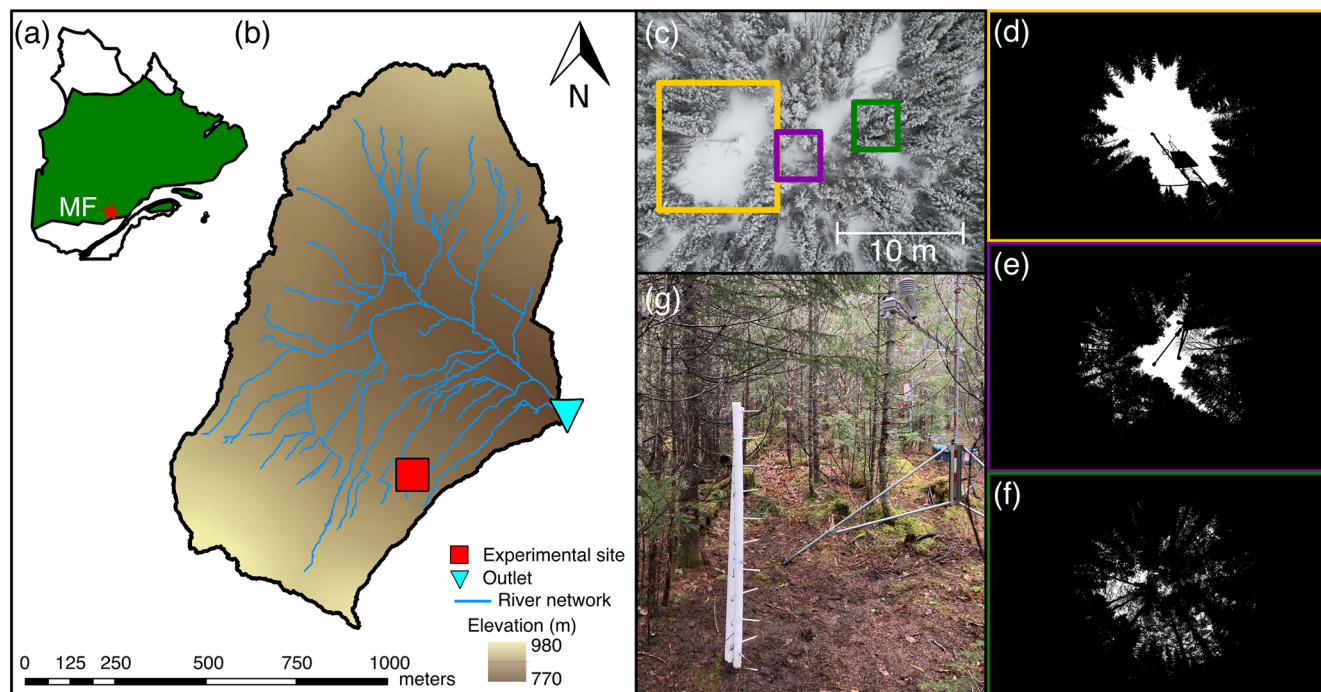 (a)
MF
(b)
N
Experimental site
Outlet
River network
Elevation (m)
980
770
0 125 250 500 750 1000
meters
(c)
10 m
(g)
(d)
(e)
(f)